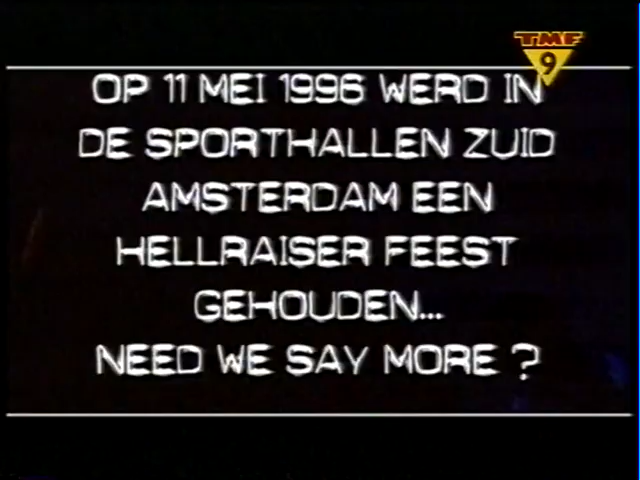 TMF
9
OP 11 MEI 1996 WERD IN
DE SPORTHALLEN ZUID
AMSTERDAM EEN
HELLRAISER FEEST
GEHOUDEN...
NEED WE SAY MORE ?